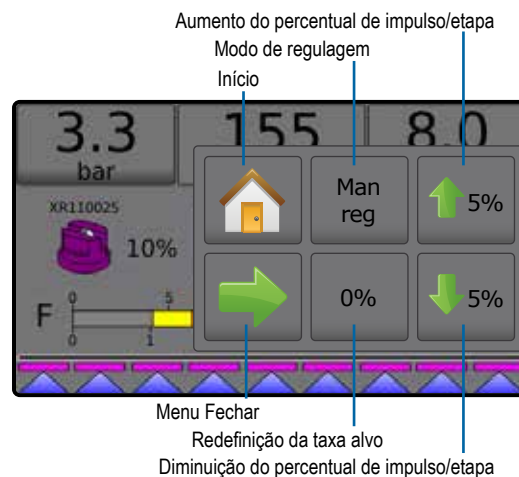 Aumento do percentual de impulso/etapa
Modo de regulagem
Início
3.3
155
8.0
bar
XR110025
10%
Man
reg
5%
F
0
5
0
1
0%
5%
Menu Fechar
Redefinição da taxa alvo
Diminuição do percentual de impulso/etapa